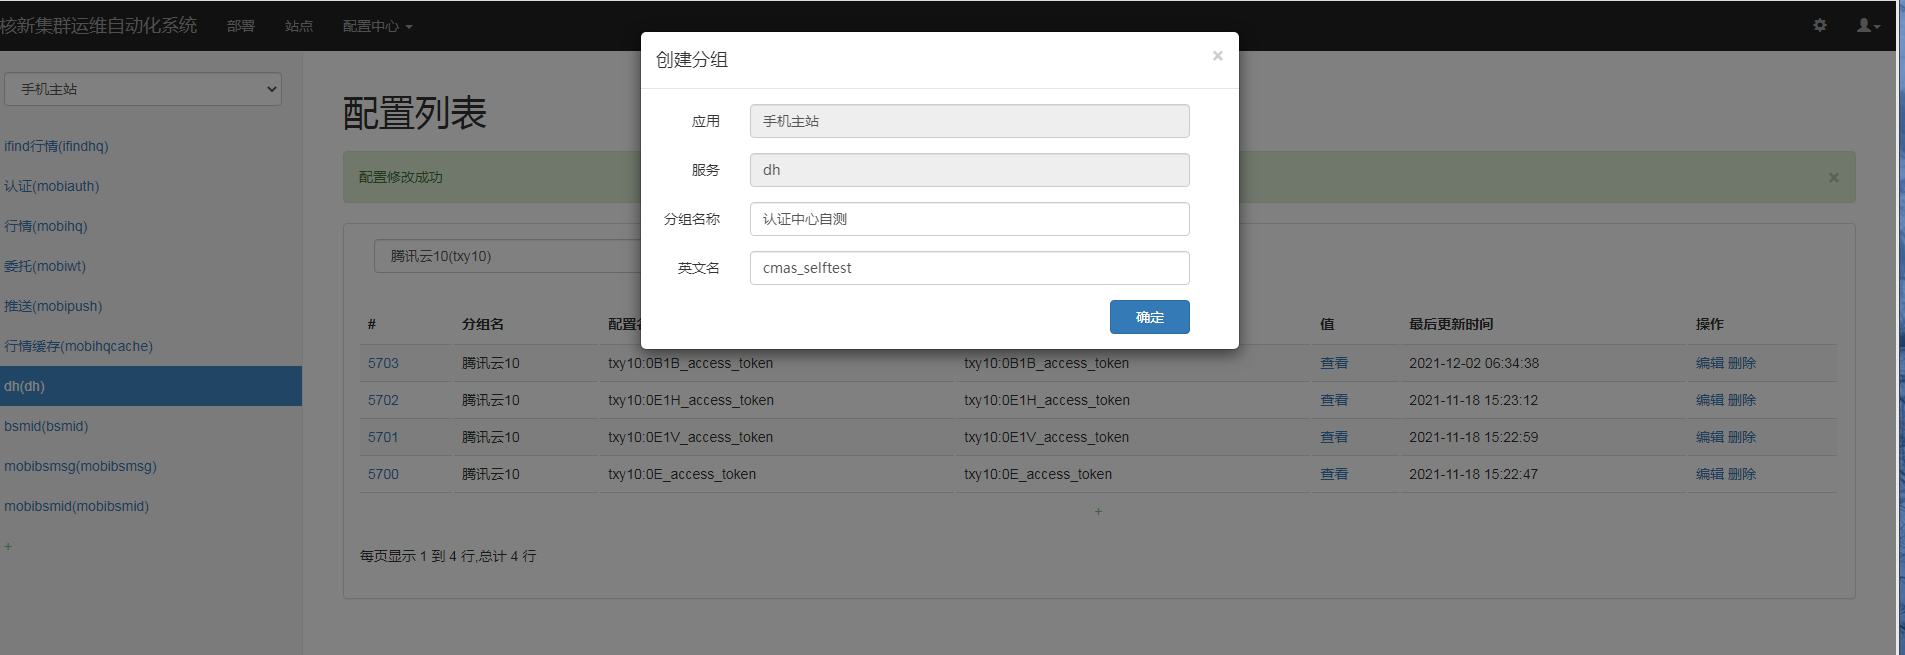 核新集群运维自动化系统 部署 站点 配置中心
手机主站
ifind行情(ifindhq)
认证(mobiauth)
行情(mobihq)
委托(mobiwt)
推送(mobipush)
行情缓存(mobihqcache)
dh(dh)
bsmid(bsmid)
mobibsmsg(mobibsmsg)
mobibsmid(mobibsmid)
+
配置列表
配置修改成功 ×
腾讯云10(txy10)
创建分组 ×
应用 手机主站
服务 dh
分组名称 认证中心自测
英文名 cmas_selftest
确定
# 分组名 配置 值 最后更新时间 操作
5703 腾讯云10 txy10:0B1B_access_token txy10:0B1B_access_token 查看 2021-12-02 06:34:38 编辑 删除
5702 腾讯云10 txy10:0E1H_access_token txy10:0E1H_access_token 查看 2021-11-18 15:23:12 编辑 删除
5701 腾讯云10 txy10:0E1V_access_token txy10:0E1V_access_token 查看 2021-11-18 15:22:59 编辑 删除
5700 腾讯云10 txy10:0E_access_token txy10:0E_access_token 查看 2021-11-18 15:22:47 编辑 删除
+
每页显示 1 到 4 行,总计 4 行